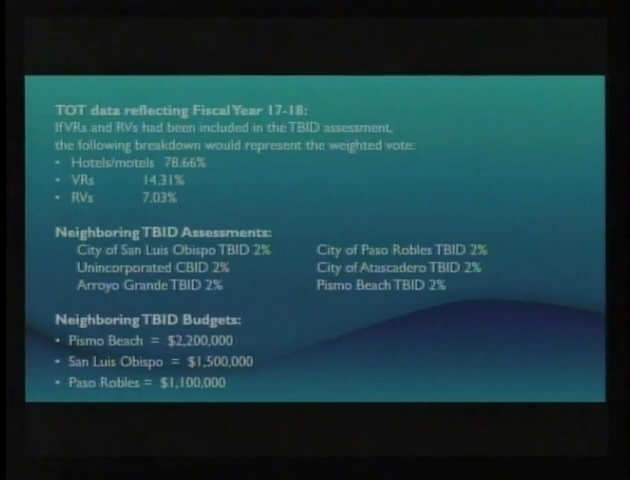 TOT data reflecting Fiscal Year 17-18:
If VRs and RVs had been included in the TBID assessment,
the following breakdown would represent the weighted vote:
• Hotels/motels 78.66%
• VRs 14.31%
• RVs 7.03%
Neighboring TBID Assessments:
City of San Luis Obispo TBID 2% City of Paso Robles TBID 2%
Unincorporated CBID 2% City of Atascadero TBID 2%
Arroyo Grande TBID 2% Pismo Beach TBID 2%
Neighboring TBID Budgets:
• Pismo Beach = $2,200,000
• San Luis Obispo = $1,500,000
• Paso Robles = $1,100,000